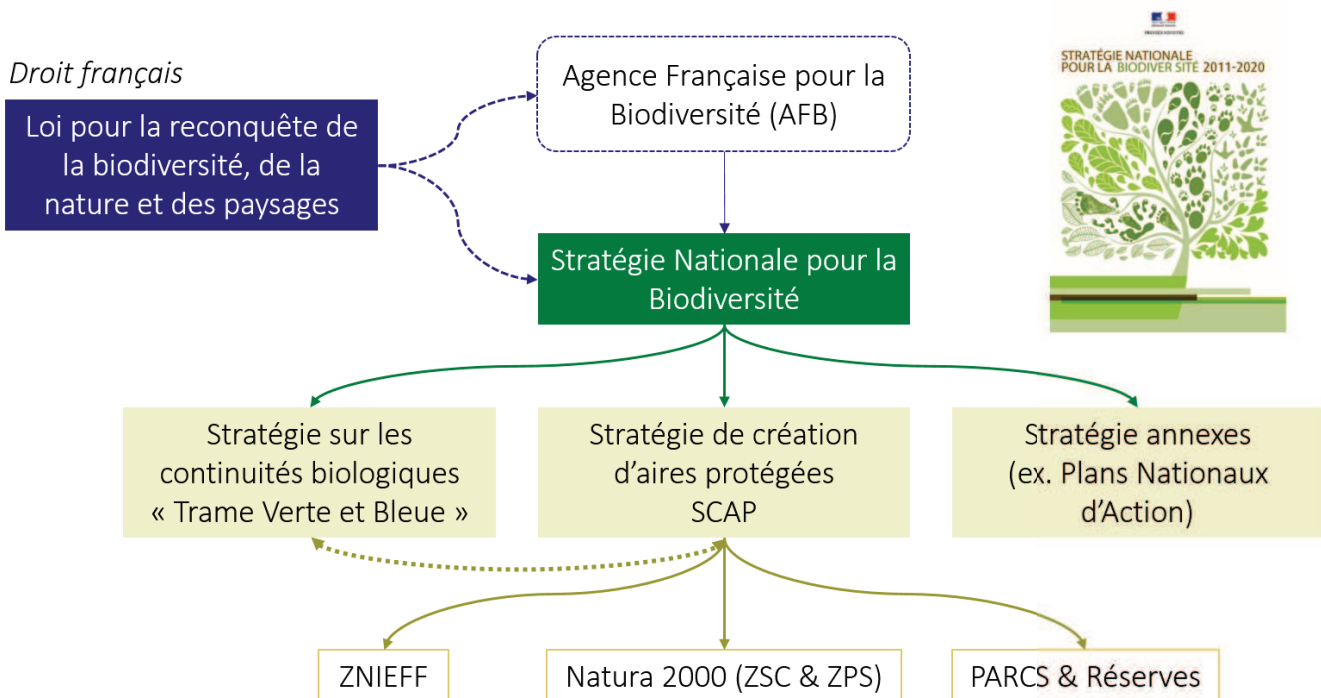 Droit français
Loi pour la reconquête de
la biodiversité, de la
nature et des paysages
Agence Française pour la
Biodiversité (AFB)
STRATÉGIE NATIONALE
POUR LA BIODIVER SITÉ 2011-2020
Stratégie Nationale pour la
Biodiversité
Stratégie sur les
continuités biologiques
« Trame Verte et Bleue »
Stratégie de création
d’aires protégées
SCAP
Stratégie annexes
(ex. Plans Nationaux
d’Action)
ZNIEFF
Natura 2000 (ZSC & ZPS)
PARCS & Réserves